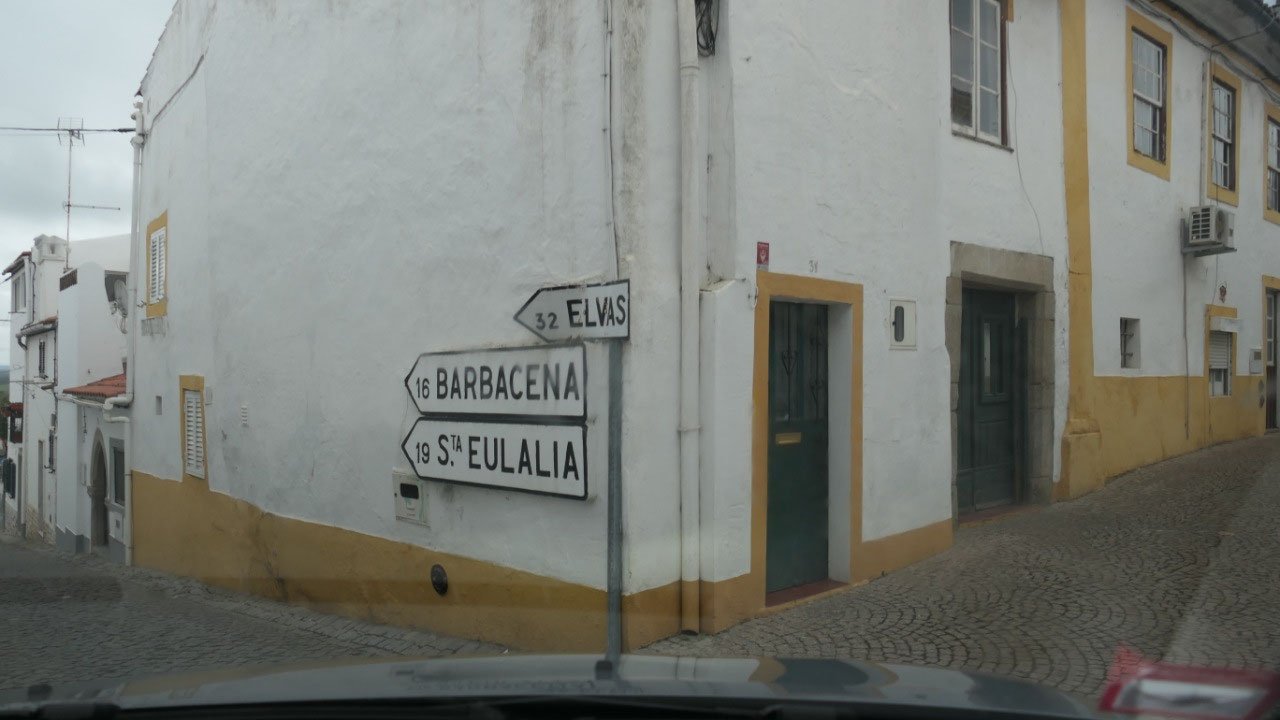 32 ELVAS
16 BARBACENA
19 S.TA EULALIA